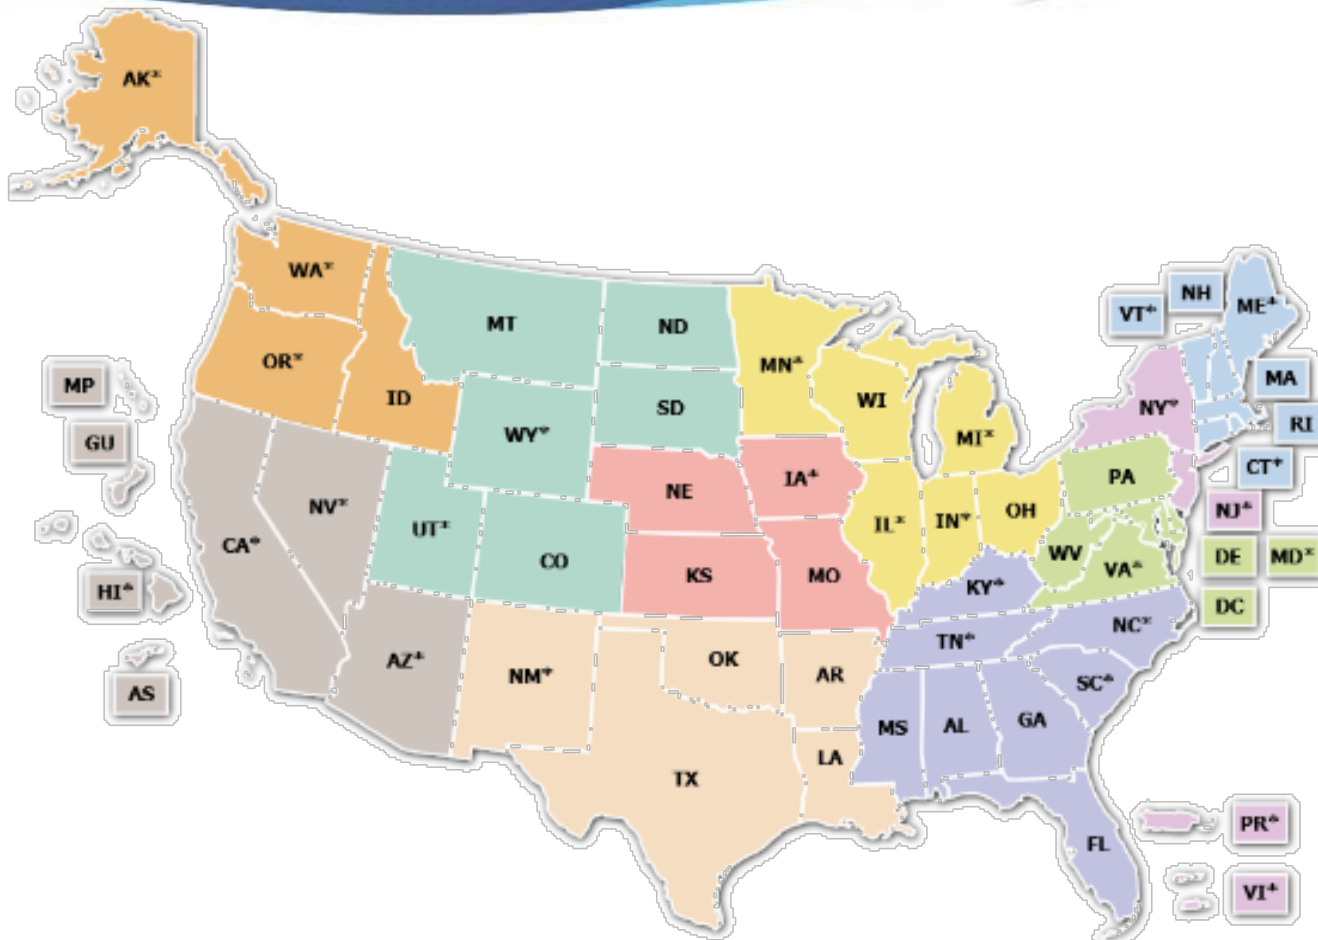 AK*
WA*
MT
ND
MN*
OR*
ID
WY*
SD
WI
MI*
VT*
NH
ME*
MA
NY*
RI
CT*
MP
GU
NV*
UT*
CA*
CO
NE
IA*
IL*
IN*
OH
PA
NJ*
KS
MO
WV
VA*
DE
MD*
DC
HI*
KY*
AS
AZ*
NM*
OK
AR
TN*
NC*
SC*
MS
AL
GA
TX
LA
FL
PR*
VI*